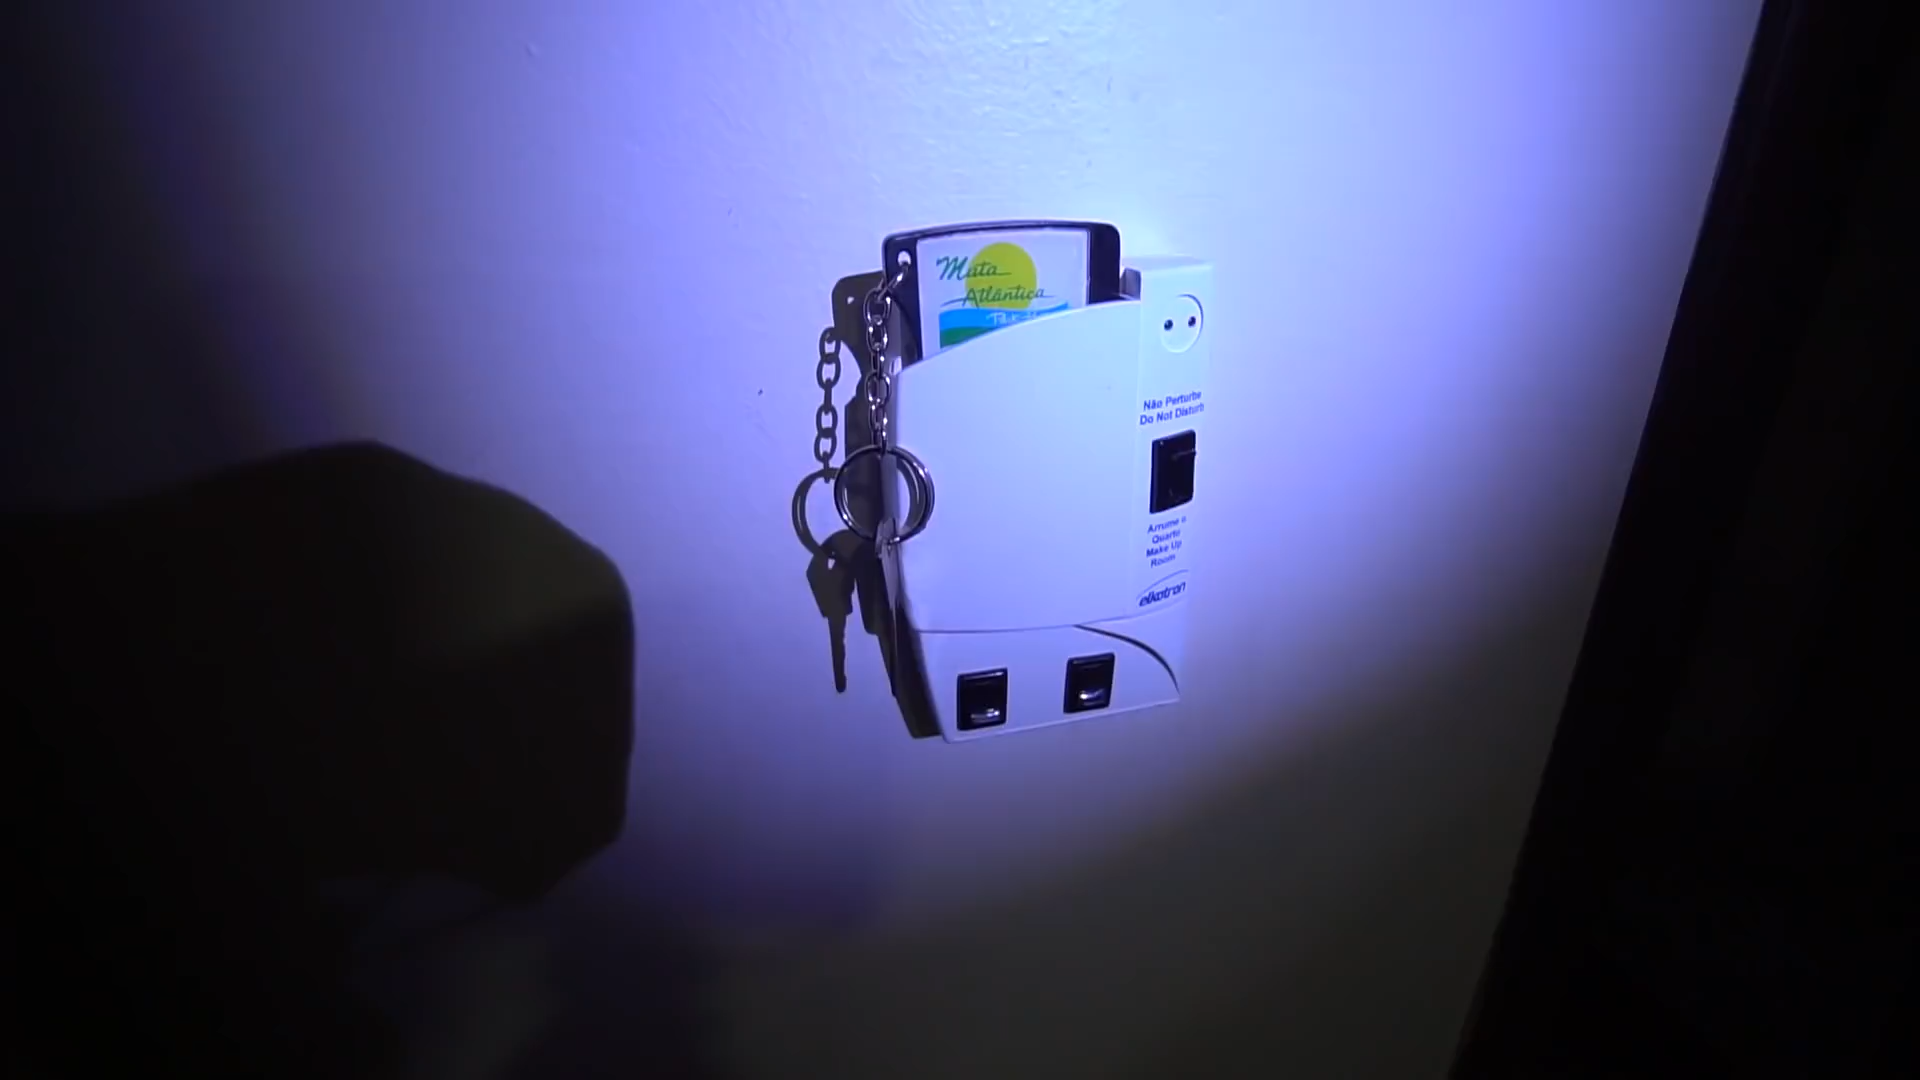 Mata
Atlântica
Não Perturbe
Do Not Disturb
Arrume o
Quarto
Make Up
Room
elkotron